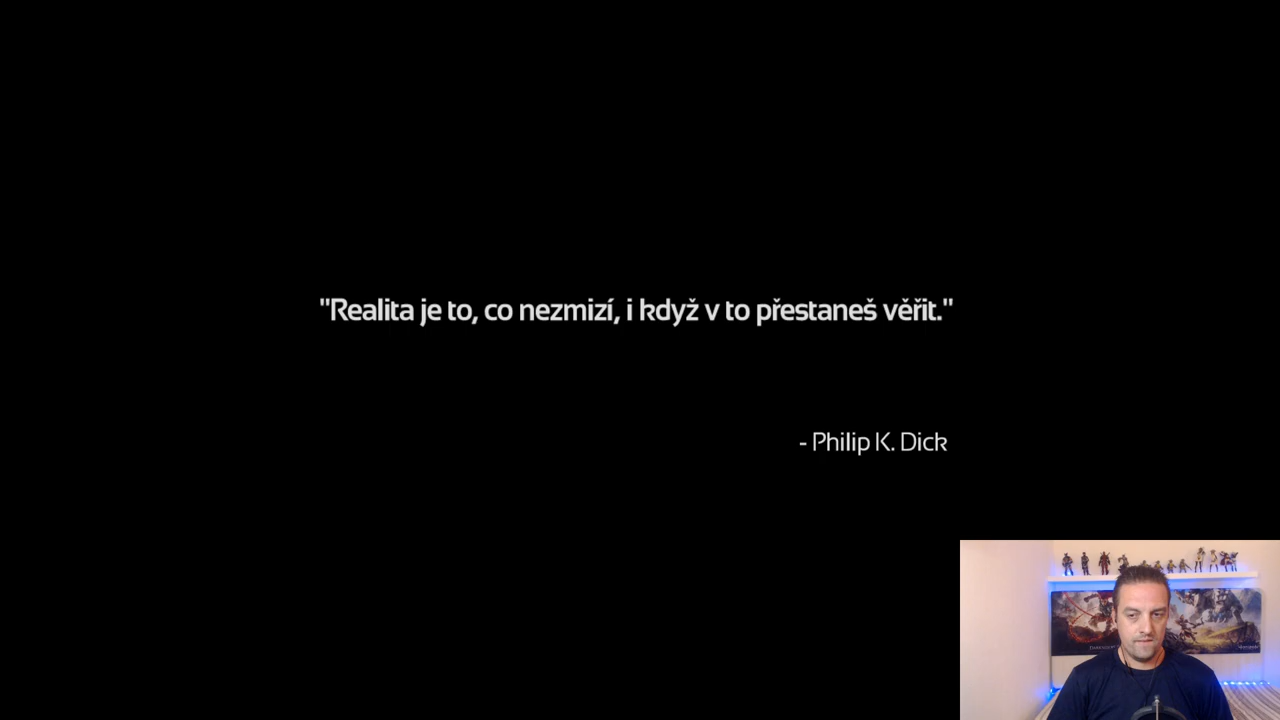 "Realita je to, co nezmizí, i když v to přestaneš věřit."
- Philip K. Dick